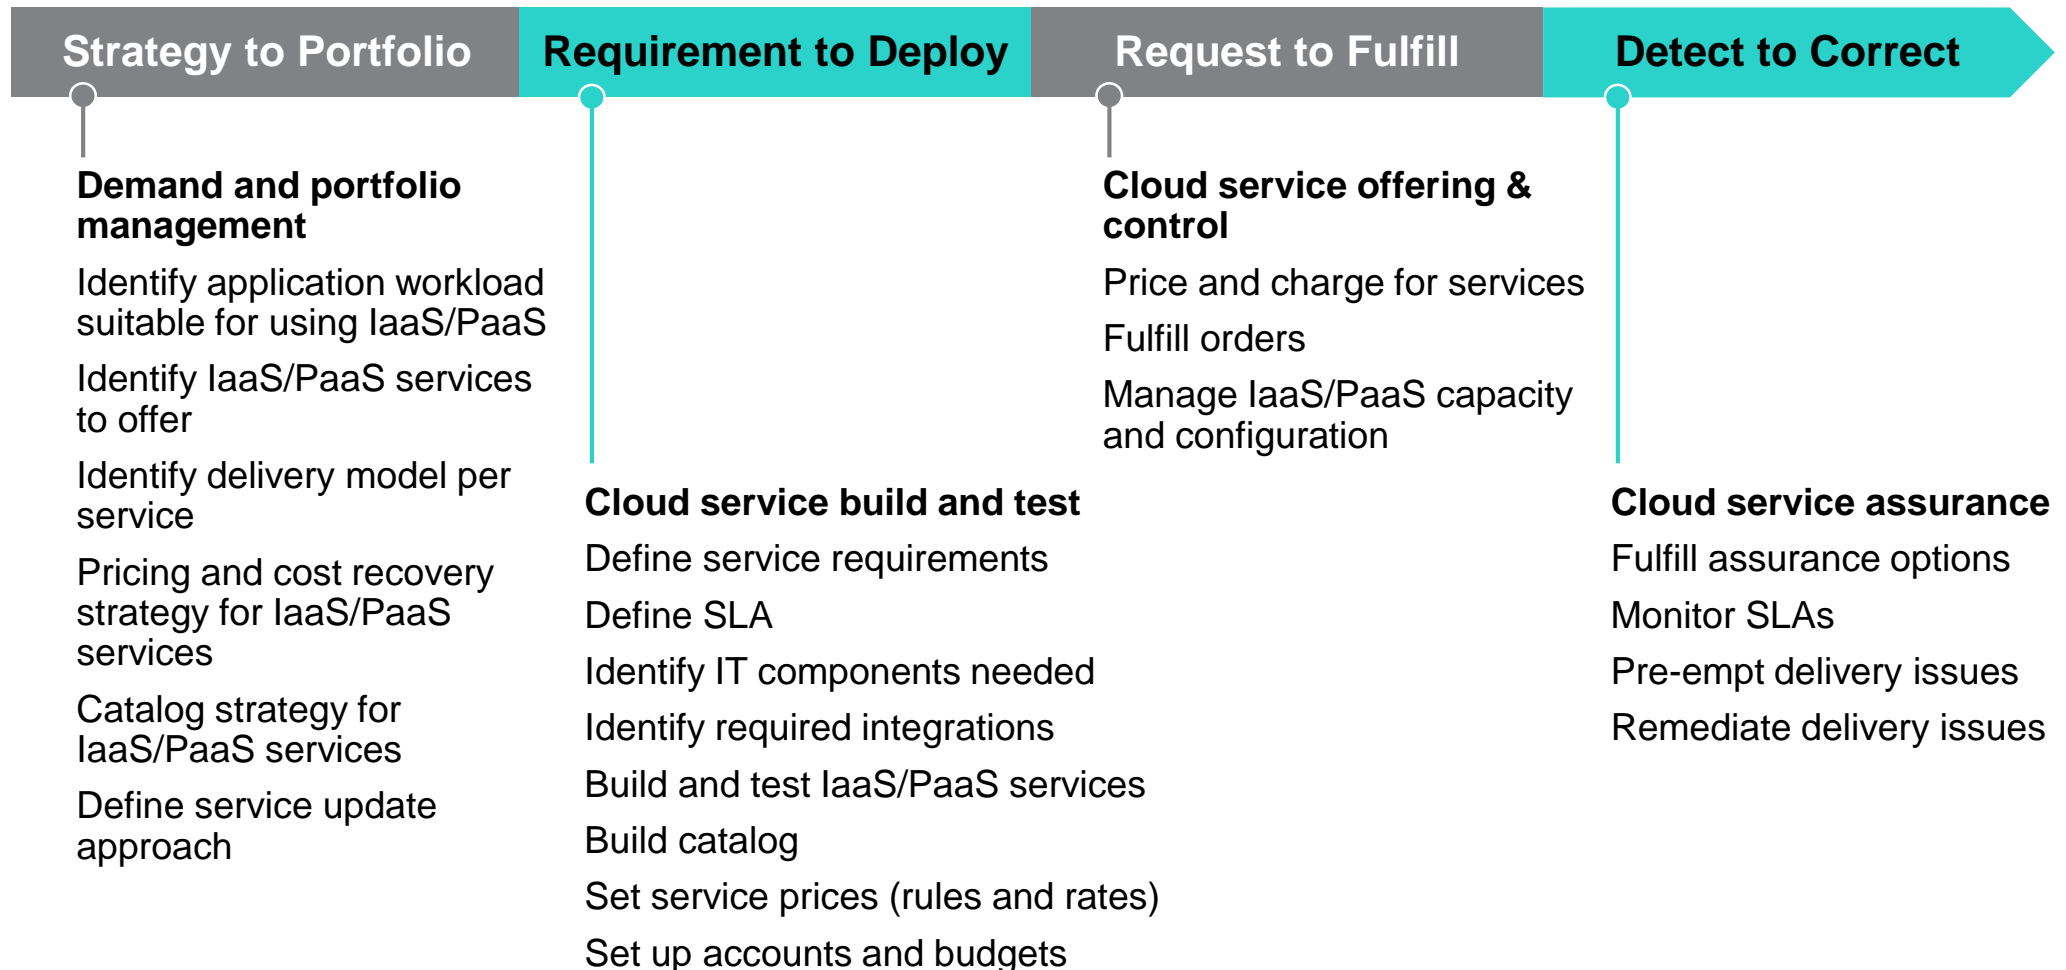 Strategy to Portfolio
Requirement to Deploy
Request to Fulfill
Detect to Correct
Demand and portfolio
management
Identify application workload
suitable for using IaaS/PaaS
Identify IaaS/PaaS services
to offer
Identify delivery model per
service
Pricing and cost recovery
strategy for IaaS/PaaS
services
Catalog strategy for
IaaS/PaaS services
Define service update
approach
Cloud service build and test
Define service requirements
Define SLA
Identify IT components needed
Identify required integrations
Build and test IaaS/PaaS services
Build catalog
Set service prices (rules and rates)
Set up accounts and budgets
Cloud service offering &
control
Price and charge for services
Fulfill orders
Manage IaaS/PaaS capacity
and configuration
Cloud service assurance
Fulfill assurance options
Monitor SLAs
Pre-empt delivery issues
Remediate delivery issues